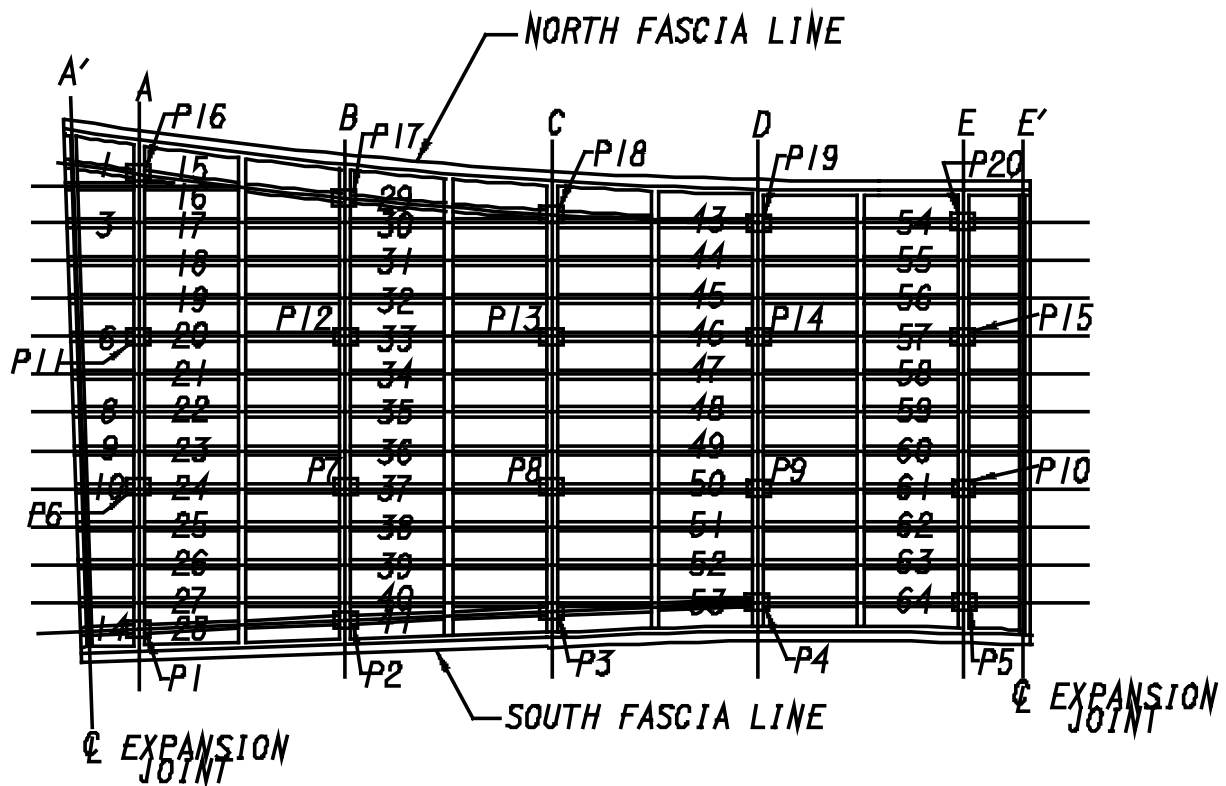 NORTH FASCIA LINE
A'
A
B
C
D
E
E'
P16
P17
P18
P19
P20
1
15
16
29
3
17
30
43
54
18
31
44
55
19
32
45
56
P12
P13
P14
P15
6
20
33
46
57
P11
21
34
47
58
8
22
35
48
59
9
23
36
49
60
P7
P8
P9
P10
10
24
37
50
61
P6
25
38
51
62
26
39
52
63
27
40
53
64
14
28
41
P1
P2
P3
P4
P5
SOUTH FASCIA LINE
℄ EXPANSION
JOINT
℄ EXPANSION
JOINT